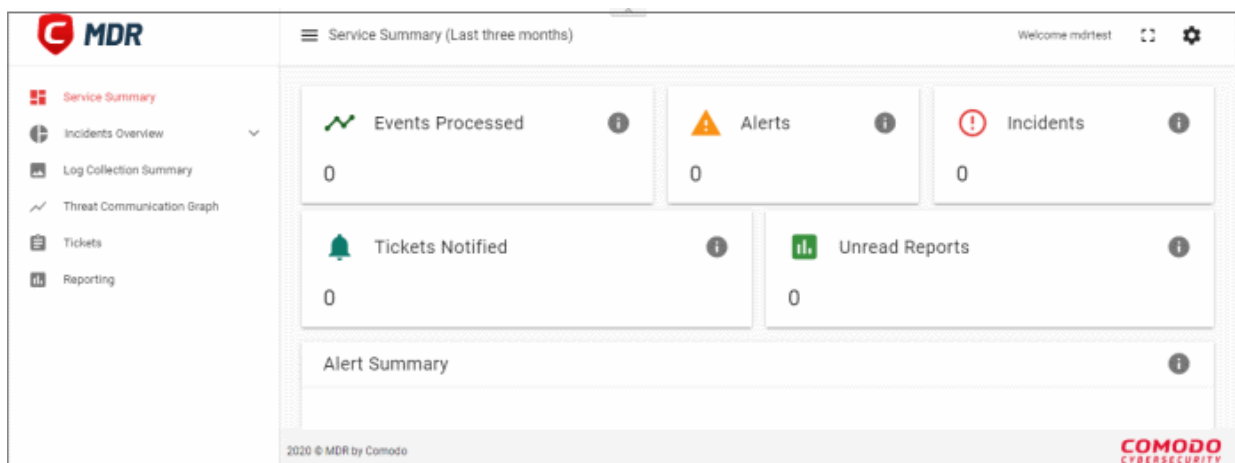 C MDR
Service Summary (Last three months)
Welcome mdrtest
Service Summary
Incidents Overview
Log Collection Summary
Threat Communication Graph
Tickets
Reporting
Events Processed
0
Alerts
0
Incidents
0
Tickets Notified
0
Unread Reports
0
Alert Summary
2020 © MDR by Comodo
COMODO
CYBERSECURITY